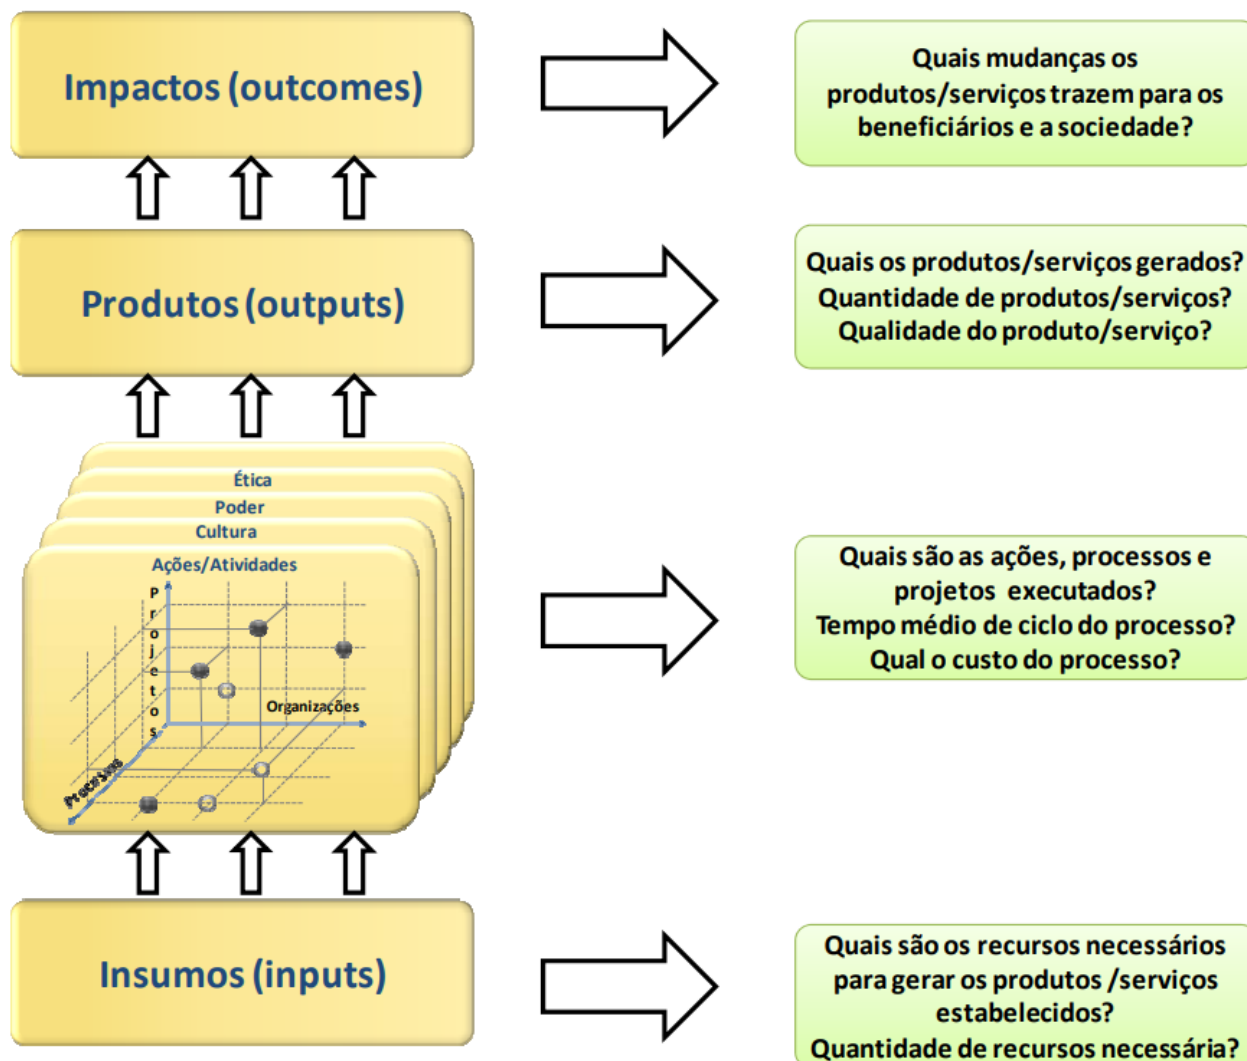 Impactos (outcomes)
Quais mudanças os
produtos/serviços trazem para os
beneficiários e a sociedade?
Produtos (outputs)
Quais os produtos/serviços gerados?
Quantidade de produtos/serviços?
Qualidade do produto/serviço?
Ética
Poder
Cultura
Ações/Atividades
Projetos
Organizações
Processos
Quais são as ações, processos e
projetos executados?
Tempo médio de ciclo do processo?
Qual o custo do processo?
Insumos (inputs)
Quais são os recursos necessários
para gerar os produtos /serviços
estabelecidos?
Quantidade de recursos necessária?